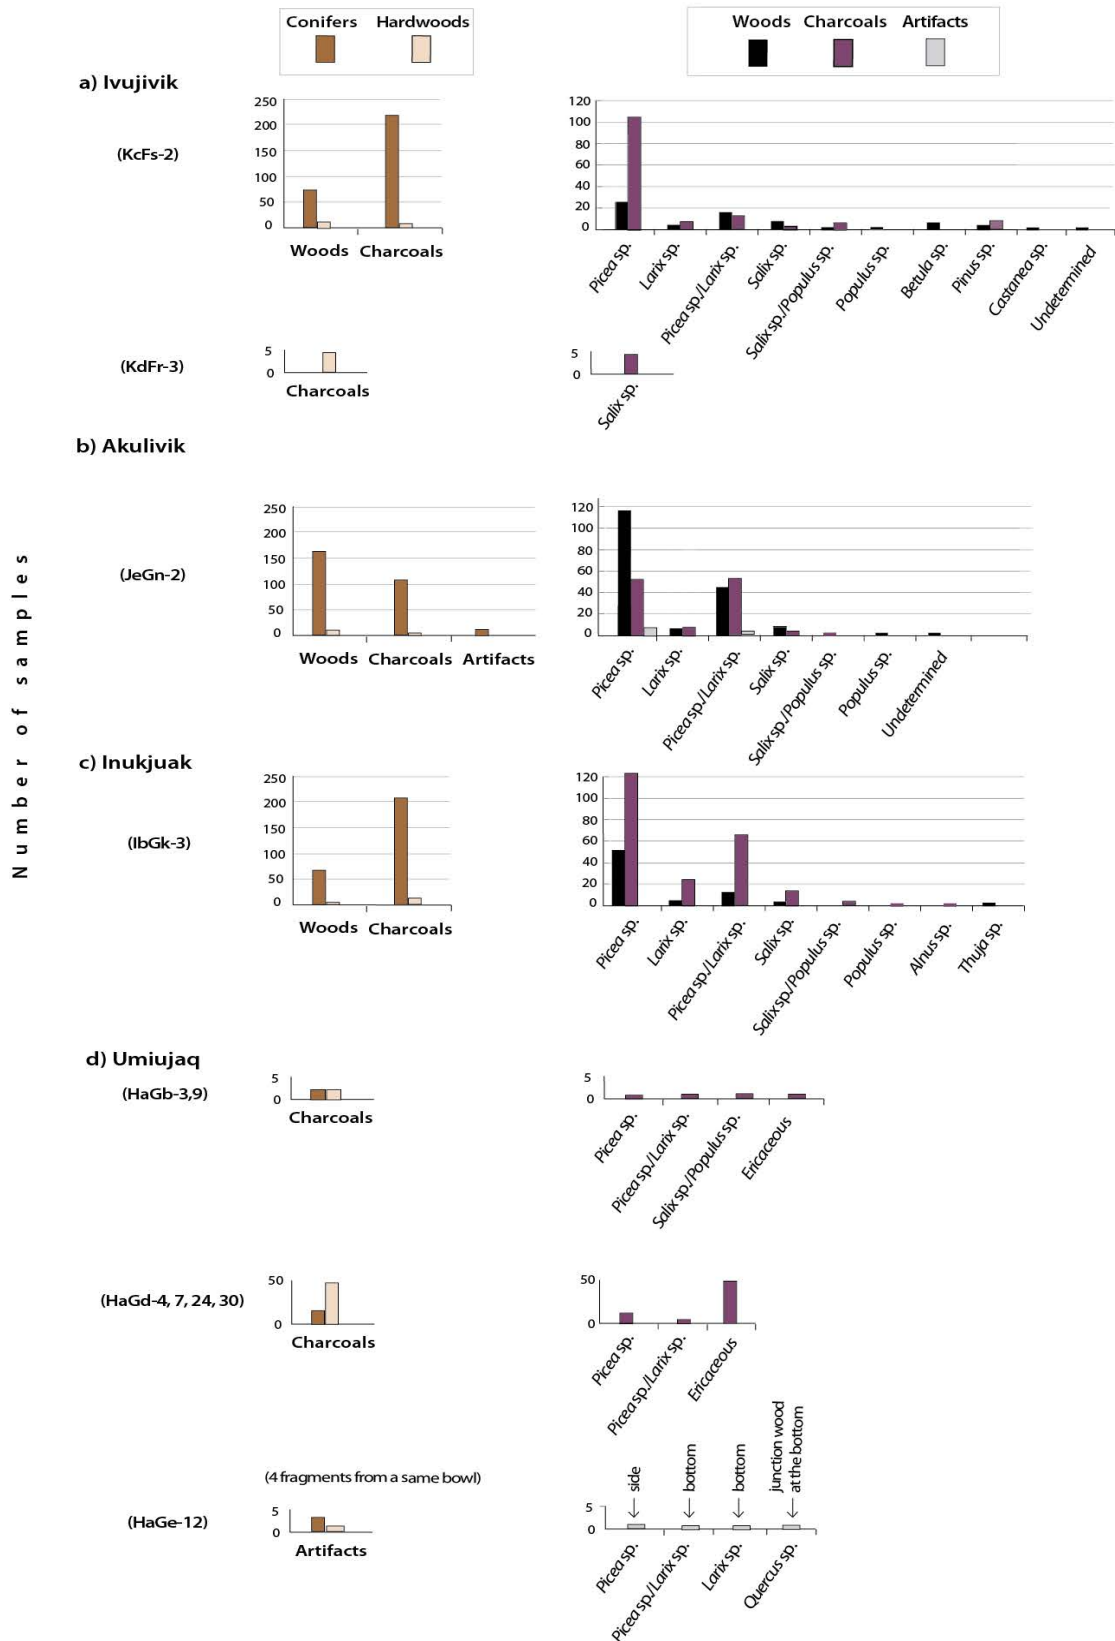 Conifers Hardwoods
Woods Charcoals Artifacts
a) Ivujivik
(KcFs-2)
250
200
150
100
50
0
Woods Charcoals
120
100
80
60
40
20
0
Picea sp.
Larix sp.
Picea sp./Larix sp.
Salix sp.
Salix sp./Populus sp.
Populus sp.
Betula sp.
Pinus sp.
Castanea sp.
Undetermined
(KdFr-3)
5
0
Charcoals
5
0
Salix sp.
b) Akulivik
(JeGn-2)
250
200
150
100
50
0
Woods Charcoals Artifacts
120
100
80
60
40
20
0
Picea sp.
Larix sp.
Picea sp./Larix sp.
Salix sp.
Salix sp./Populus sp.
Populus sp.
Undetermined
Number of samples
c) Inukjuak
(IbGk-3)
250
200
150
100
50
0
Woods Charcoals
120
100
80
60
40
20
0
Picea sp.
Larix sp.
Picea sp./Larix sp.
Salix sp.
Salix sp./Populus sp.
Populus sp.
Alnus sp.
Thuja sp.
d) Umiujaq
(HaGb-3,9)
5
0
Charcoals
5
0
Picea sp.
Picea sp./Larix sp.
Salix sp./Populus sp.
Ericaceous
(HaGd-4, 7, 24, 30)
50
0
Charcoals
50
0
Picea sp.
Picea sp./Larix sp.
Ericaceous
(4 fragments from a same bowl)
(HaGe-12)
5
0
Artifacts
side
bottom
bottom
junction wood
at the bottom
5
0
Picea sp.
Picea sp./Larix sp.
Larix sp.
Quercus sp.